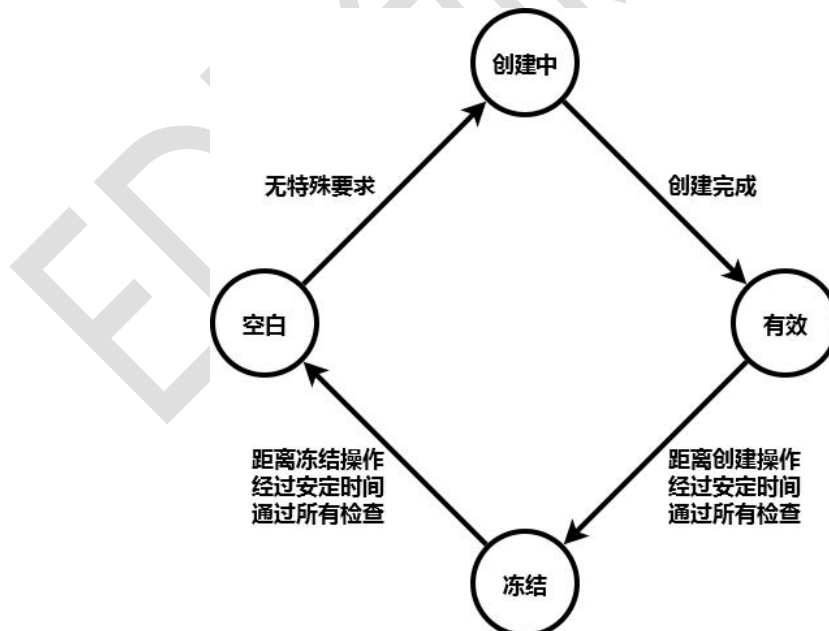 创建中
无特殊要求
创建完成
空白
有效
距离冻结操作
经过安定时间
通过所有检查
距离创建操作
经过安定时间
通过所有检查
冻结